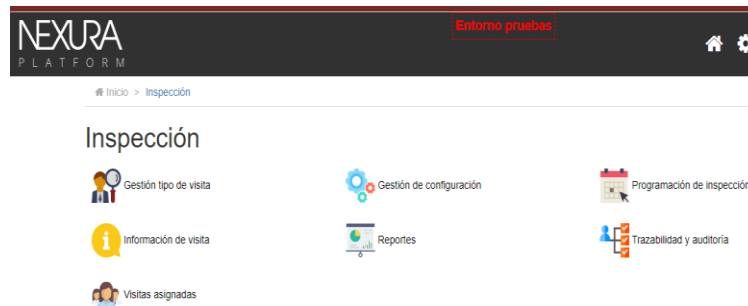 Entorno pruebas
NEXURA
PLATFORM
Inicio > Inspección
Inspección
Gestión tipo de visita
Gestión de configuración
Programación de inspección
Información de visita
Reportes
Trazabilidad y auditoría
Visitas asignadas